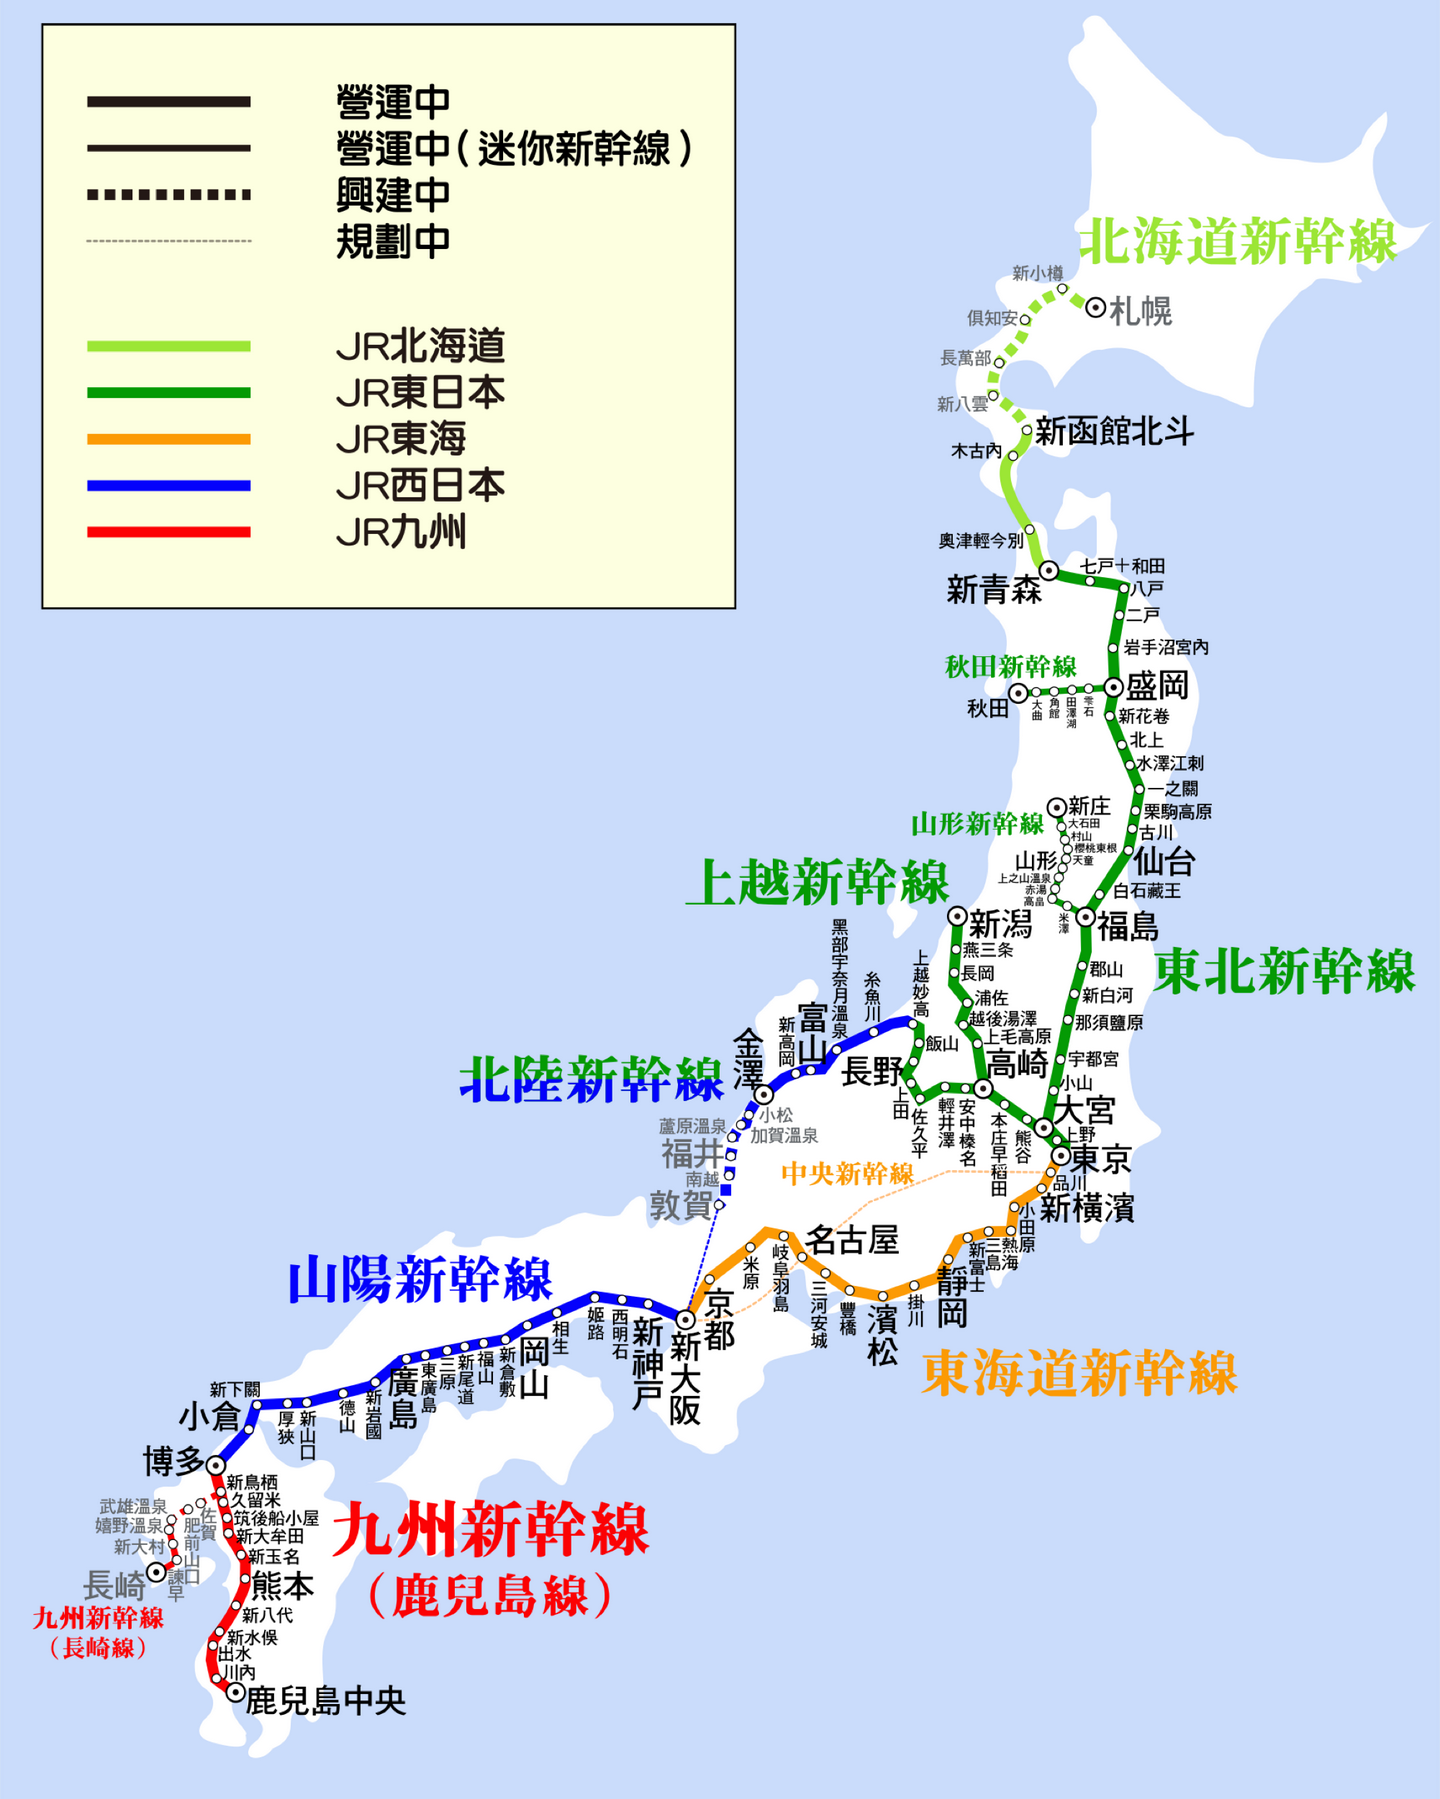 營運中
營運中(迷你新幹線)
興建中
規劃中
JR北海道
JR東日本
JR東海
JR西日本
JR九州
北海道新幹線
新小樽
札幌
俱知安
長萬部
新八雲
新函館北斗
木古內
奧津輕今別
新青森
七戶十和田
八戶
二戶
岩手沼宮內
秋田新幹線
盛岡
秋田
大曲
角館
田澤湖
雫石
新花卷
北上
水澤江刺
一之關
栗駒高原
古川
仙台
白石藏王
山形新幹線
新庄
大石田
村山
櫻桃東根
天童
山形
上之山溫泉
赤湯
高畠
米澤
福島
東北新幹線
郡山
新白河
那須鹽原
宇都宮
小山
大宮
上野
東京
上越新幹線
新潟
燕三条
長岡
浦佐
越後湯澤
上毛高原
高崎
本庄早稻田
熊谷
北陸新幹線
安中榛名
輕井澤
佐久平
上田
長野
飯山
上越妙高
糸魚川
黑部宇奈月溫泉
富山
新高岡
金澤
小松
加賀溫泉
蘆原溫泉
福井
南越
敦賀
中央新幹線
品川
新橫濱
小田原
熱海
三島
新富士
靜岡
掛川
濱松
豐橋
三河安城
名古屋
岐阜羽島
米原
京都
新大阪
東海道新幹線
山陽新幹線
新神戶
西明石
姬路
相生
岡山
新倉敷
福山
新尾道
三原
東廣島
廣島
新岩國
德山
新山口
厚狹
新下關
小倉
博多
新鳥栖
久留米
筑後船小屋
新大牟田
新玉名
熊本
新八代
新水俁
出水
川內
鹿兒島中央
九州新幹線
(鹿兒島線)
佐賀
肥前山口
武雄溫泉
嬉野溫泉
新大村
諫早
長崎
九州新幹線
(長崎線)